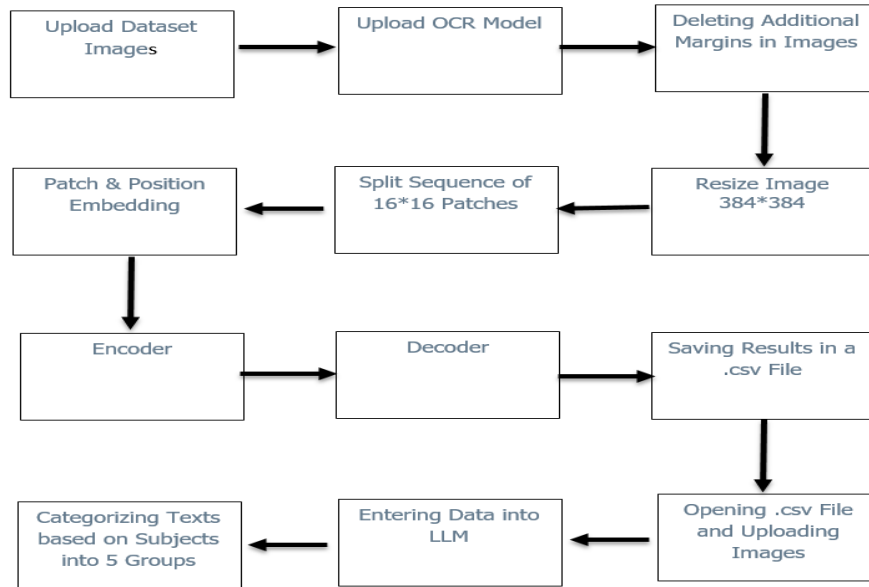 Upload Dataset
Images
Upload OCR Model
Deleting Additional
Margins in Images
Resize Image
384*384
Split Sequence of
16*16 Patches
Patch & Position
Embedding
Encoder
Decoder
Saving Results in a
.csv File
Opening .csv File
and Uploading
Images
Entering Data into
LLM
Categorizing Texts
based on Subjects
into 5 Groups